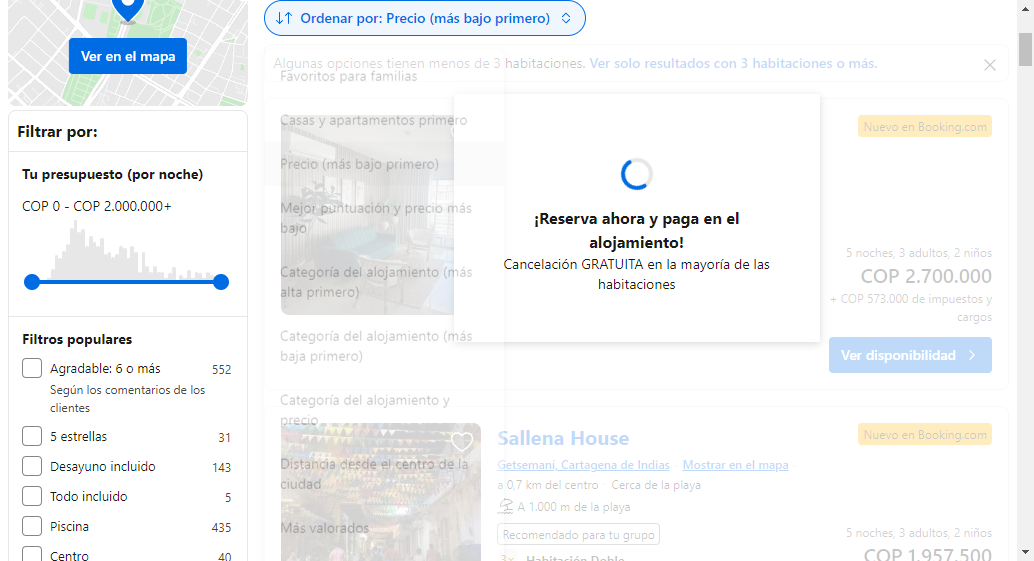 Ver en el mapa
Filtrar por:
Tu presupuesto (por noche)
COP 0 - COP 2.000.000+
Filtros populares
Agradable: 6 o más 552
Según los comentarios de los
clientes
5 estrellas 31
Desayuno incluido 143
Todo incluido 5
Piscina 435
Centro 40
Ordenar por: Precio (más bajo primero)
Algunas opciones tienen menos de 3 habitaciones. Ver solo resultados con 3 habitaciones o más.
Favoritos para familias
Casas y apartamentos primero
Precio (más bajo primero)
Mejor puntuación y precio más
bajo
Categoría del alojamiento (más
alta primero)
Categoría del alojamiento (más
baja primero)
Categoría del alojamiento y
precio
Distancia desde el centro de la
ciudad
Más valorados
¡Reserva ahora y paga en el
alojamiento!
Cancelación GRATUITA en la mayoría de las
habitaciones
Nuevo en Booking.com
5 noches, 3 adultos, 2 niños
COP 2.700.000
+ COP 573.000 de impuestos y
cargos
Ver disponibilidad
Sallena House
Nuevo en Booking.com
Getsemaní, Cartagena de Indias Mostrar en el mapa
a 0,7 km del centro · Cerca de la playa
A 1.000 m de la playa
Recomendado para tu grupo
3× Habitación Doble
5 noches, 3 adultos, 2 niños
COP 1.957.500